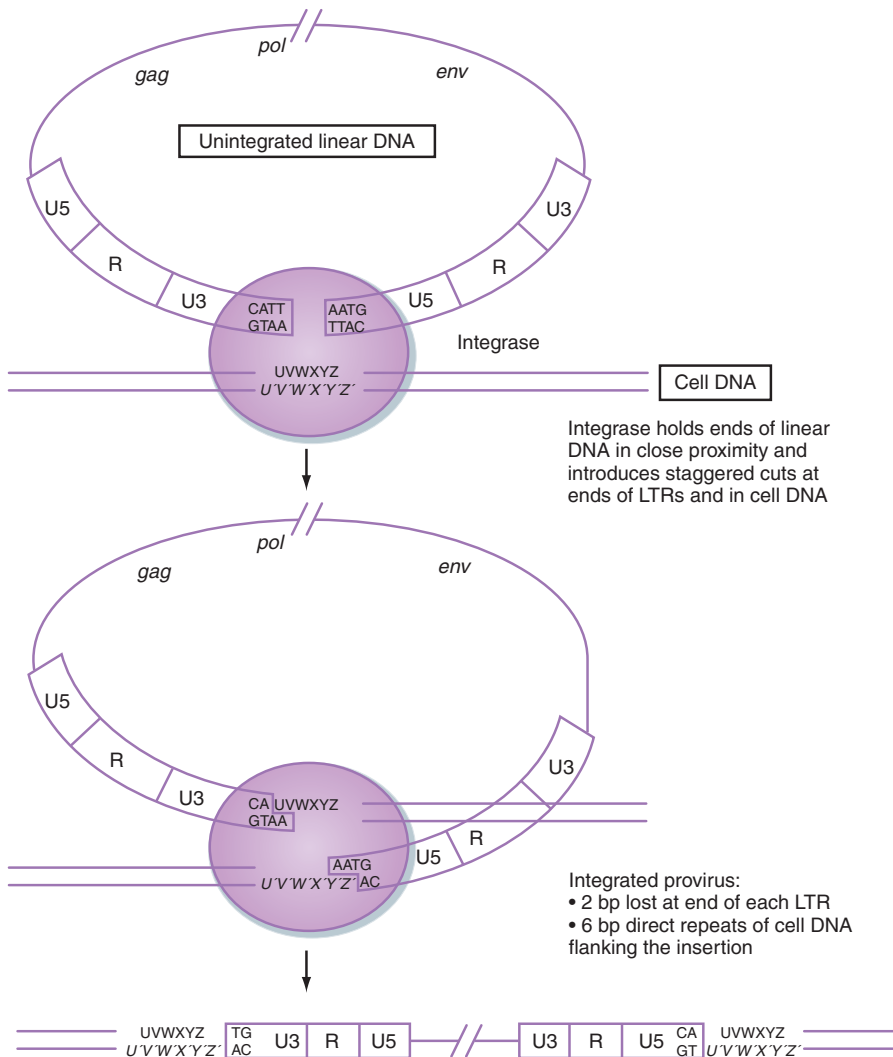 pol
gag
env
Unintegrated linear DNA
U5
R
U3
CATT
GTAA
AATG
TTAC
U5
R
U3
Integrase
UVWXYZ
U′V′W′X′Y′Z′
Cell DNA
Integrase holds ends of linear
DNA in close proximity and
introduces staggered cuts at
ends of LTRs and in cell DNA
pol
gag
env
U5
R
U3
CA UVWXYZ
GTAA
U3
R
U5
AATG
U′V′W′X′Y′Z′ AC
Integrated provirus:
• 2 bp lost at end of each LTR
• 6 bp direct repeats of cell DNA
flanking the insertion
UVWXYZ TG U3 R U5 U3 R U5 CA UVWXYZ
U′V′W′X′Y′Z′ AC GT U′V′W′X′Y′Z′